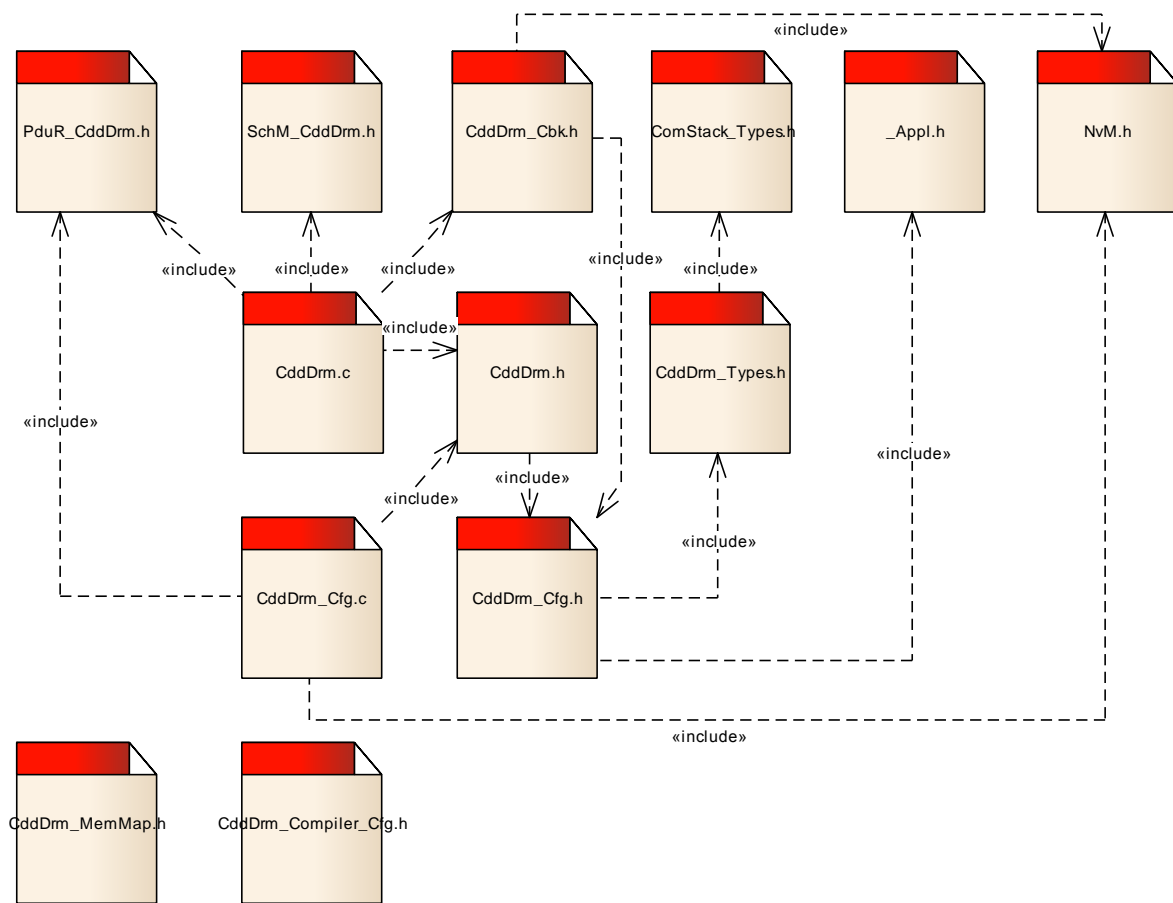 «include»
PduR_CddDrm.h
SchM_CddDrm.h
CddDrm_Cbk.h
ComStack_Types.h
_Appl.h
NvM.h
«include»
«include»
«include»
«include»
«include»
«include»
CddDrm.c
CddDrm.h
CddDrm_Types.h
«include»
«include»
«include»
«include»
«include»
CddDrm_Cfg.c
CddDrm_Cfg.h
«include»
CddDrm_MemMap.h
CddDrm_Compiler_Cfg.h